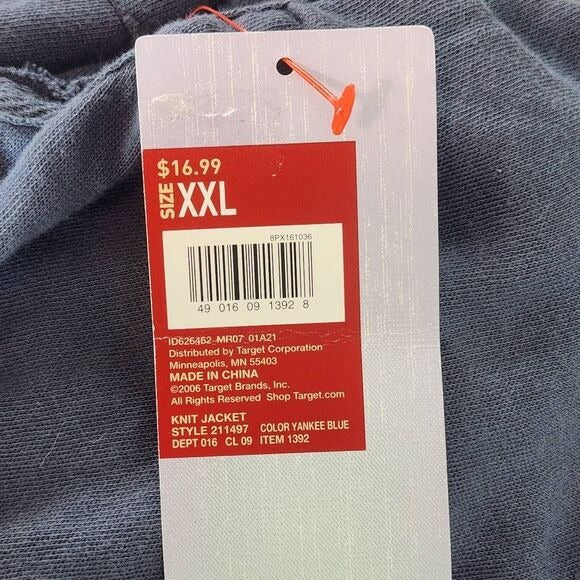 $16.99
SIZE XXL
8PX161036
49 016 09 1392 8
ID626462 MR07 01A21
Distributed by Target Corporation
Minneapolis, MN 55403
MADE IN CHINA
©2006 Target Brands, Inc.
All Rights Reserved Shop Target.com
KNIT JACKET
STYLE 211497 COLOR YANKEE BLUE
DEPT 016 CL 09 ITEM 1392